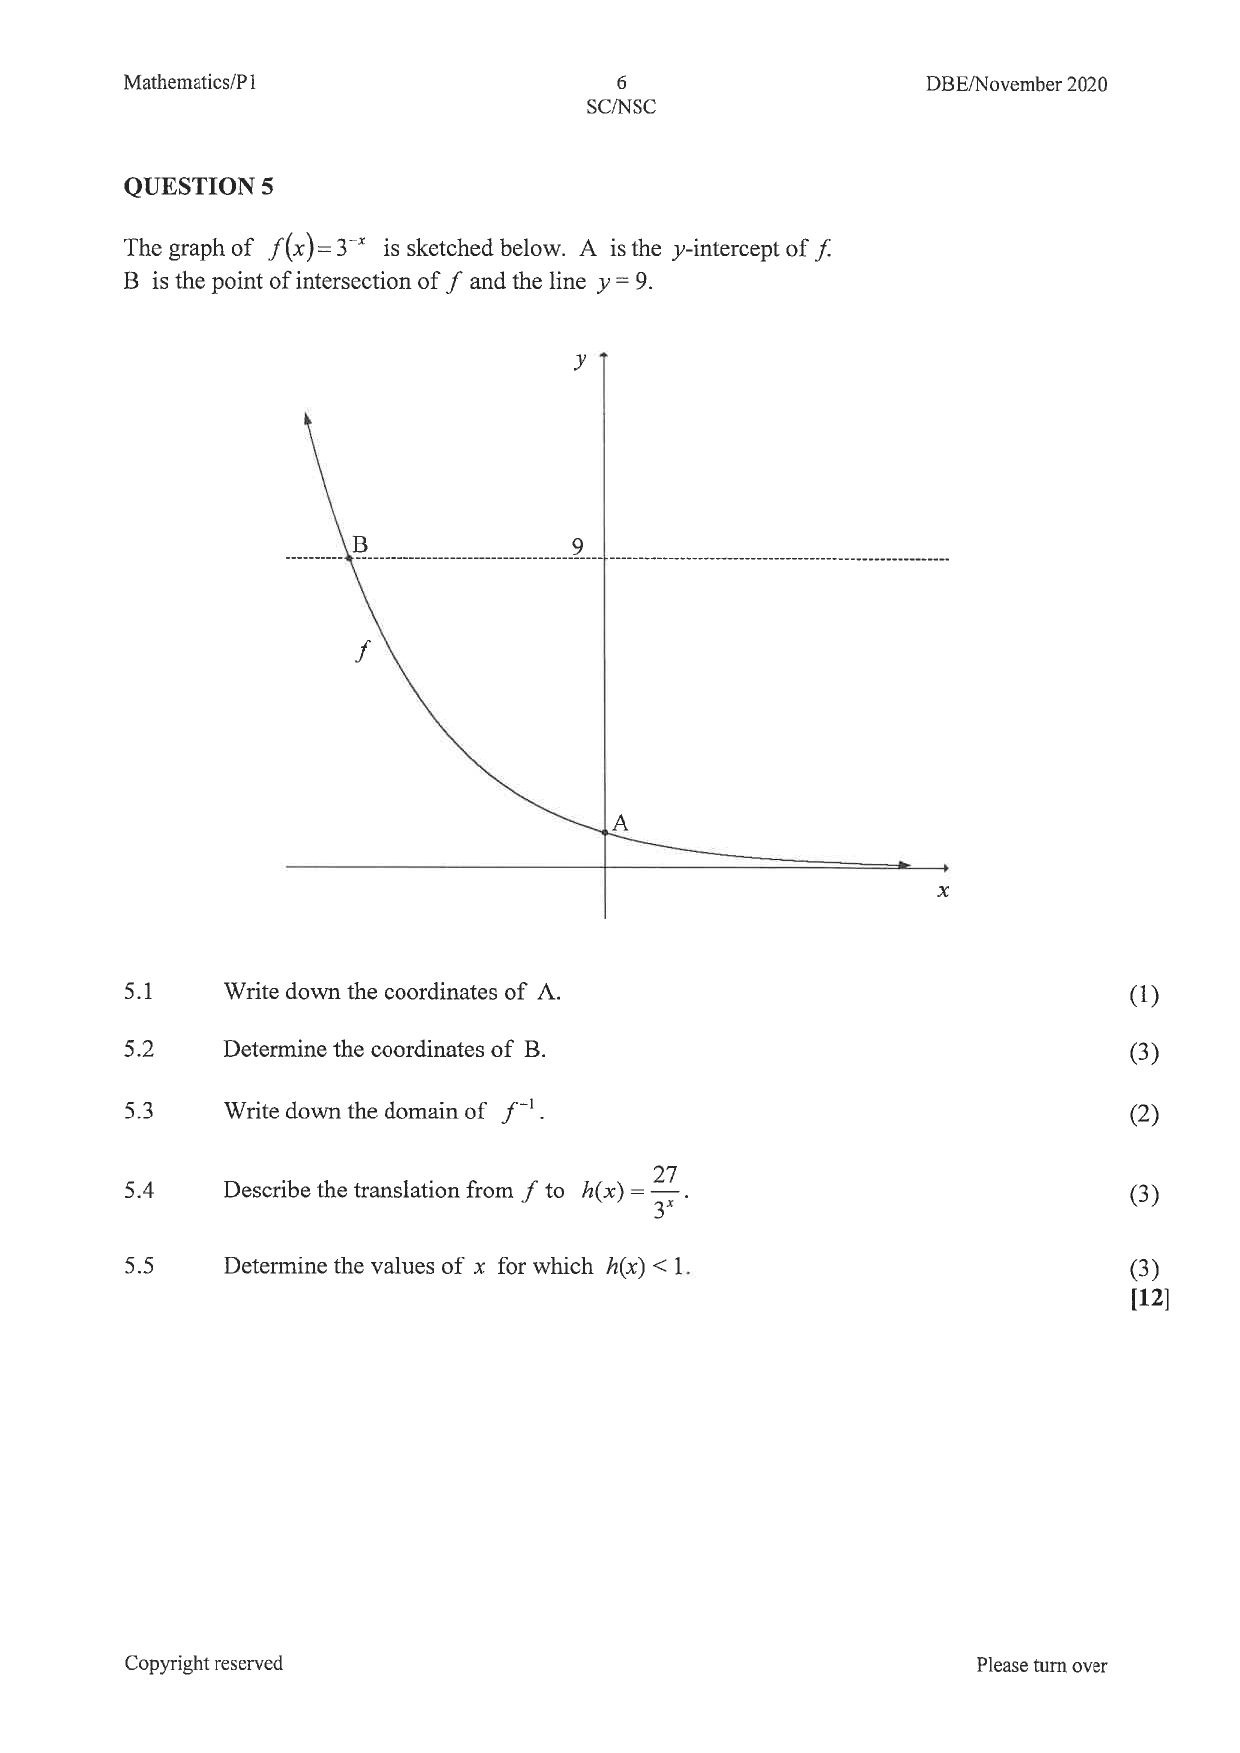 Mathematics/P1 6 DBE/November 2020
SC/NSC
QUESTION 5
The graph of f(x) = 3⁻ˣ is sketched below. A is the y-intercept of f.
B is the point of intersection of f and the line y = 9.
y
B 9
f
A
x
5.1 Write down the coordinates of A. (1)
5.2 Determine the coordinates of B. (3)
5.3 Write down the domain of f⁻¹. (2)
5.4 Describe the translation from f to h(x) = 27/3ˣ. (3)
5.5 Determine the values of x for which h(x) < 1. (3)
[12]
Copyright reserved Please turn over